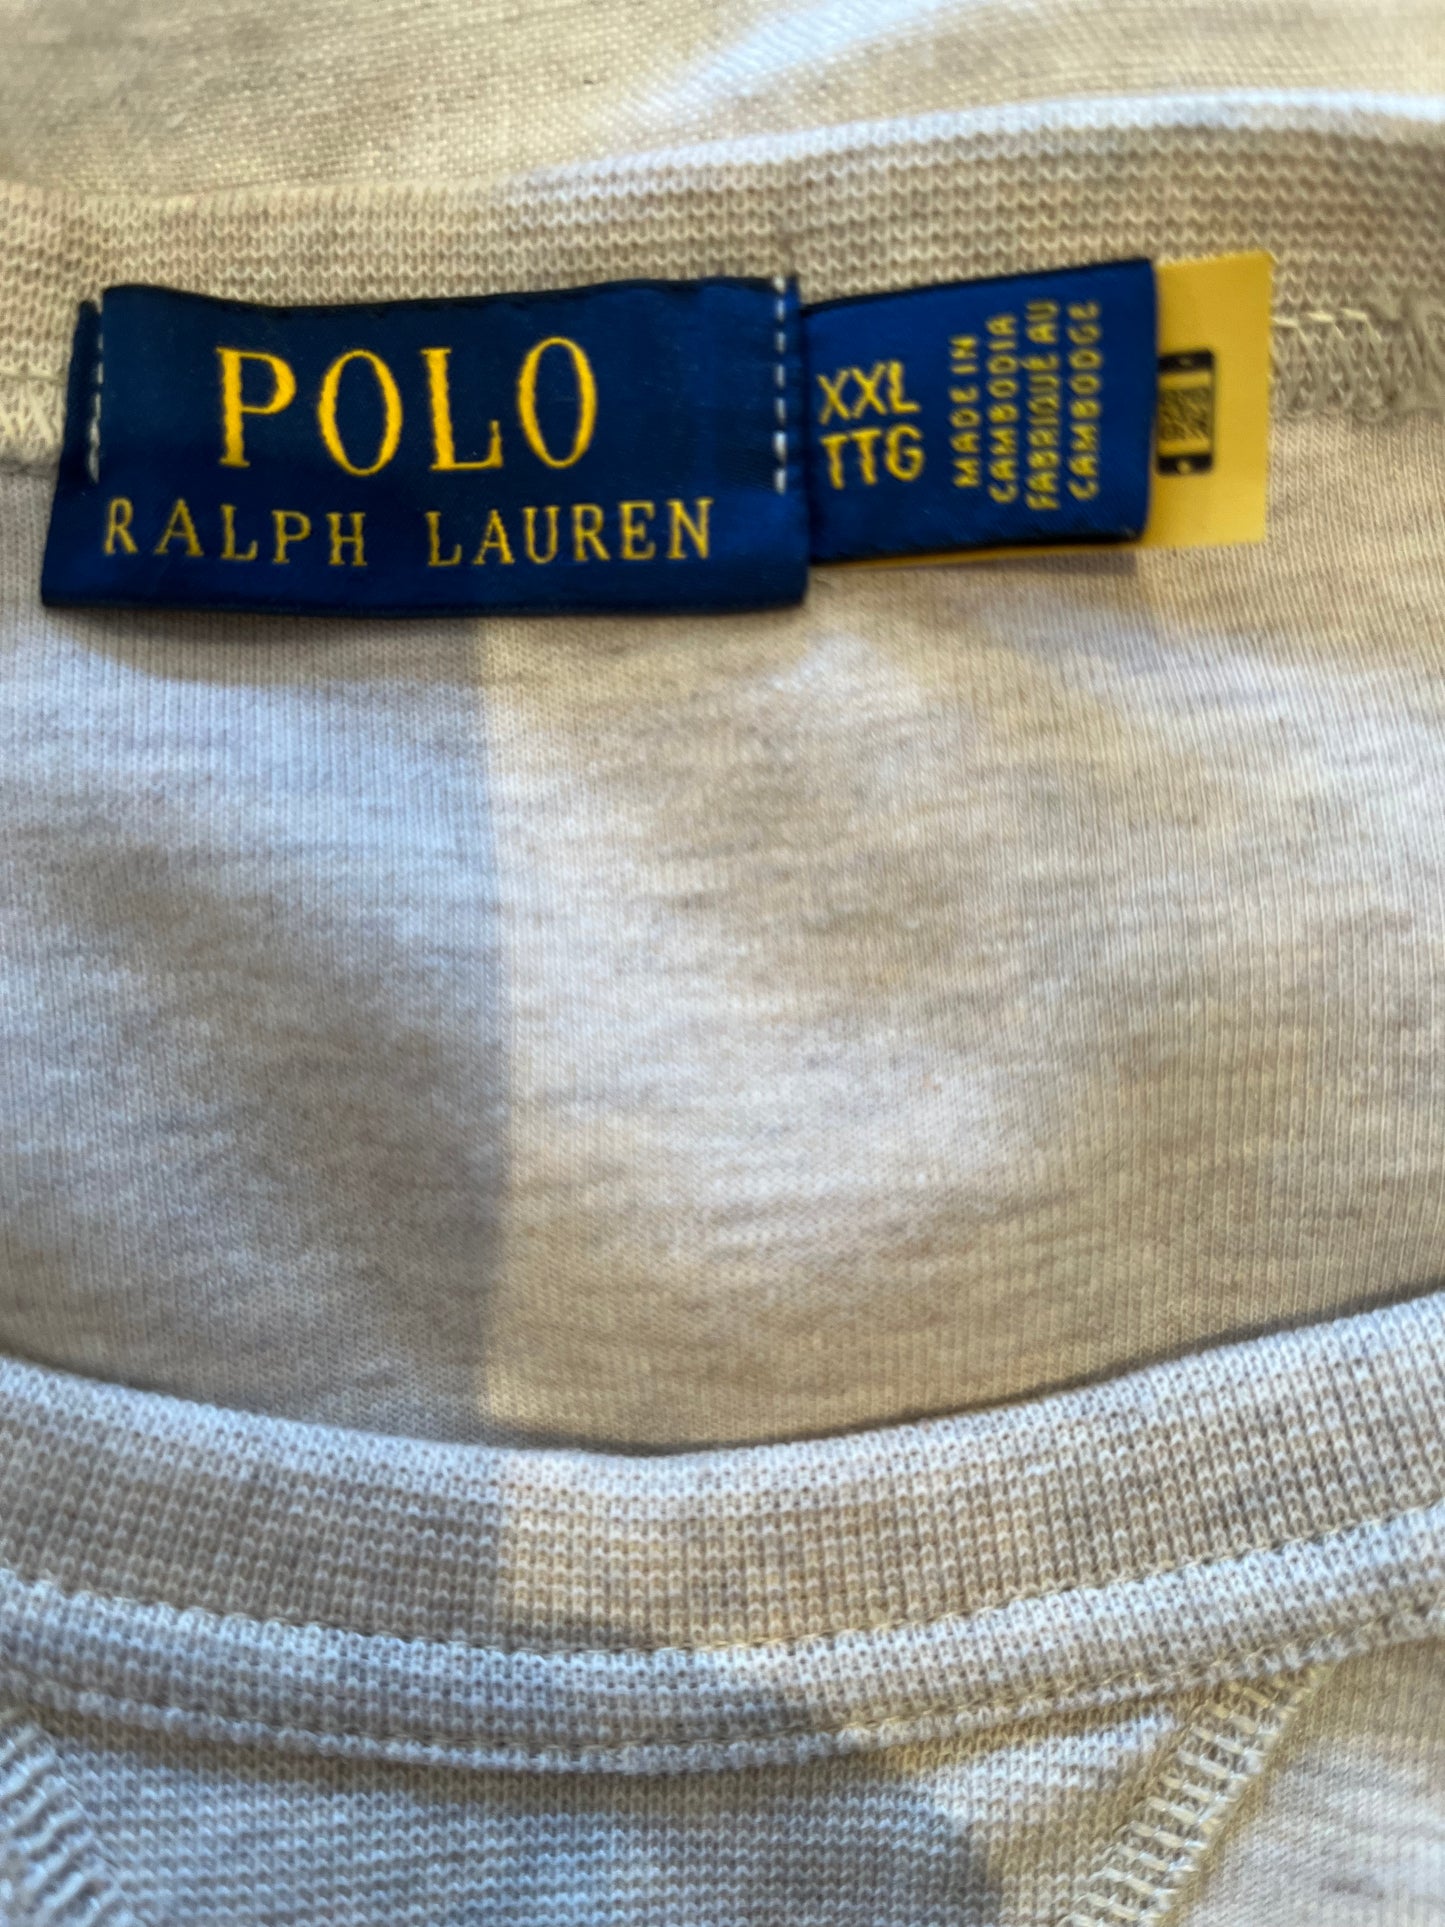 POLO
RALPH LAUREN
XXL
TTG
MADE IN
CAMBODIA
FABRIQUÉ AU
CAMBODGE